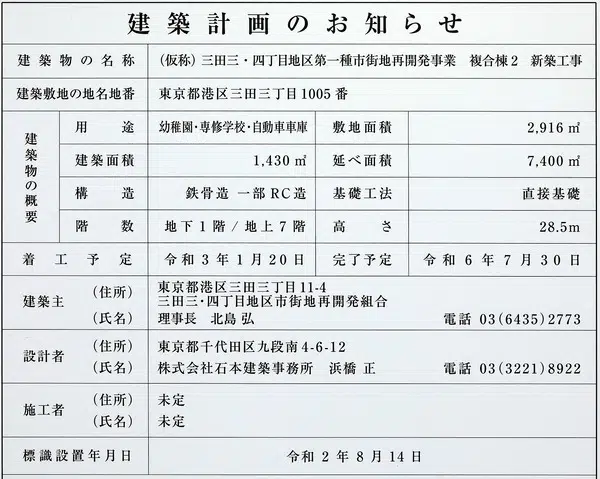 建築計画のお知らせ
建築物の名称 (仮称)三田三・四丁目地区第一種市街地再開発事業 複合棟2 新築工事
建築敷地の地名地番 東京都港区三田三丁目1005番
建築物の概要
用途 幼稚園・専修学校・自動車車庫 敷地面積 2,916㎡
建築面積 1,430㎡ 延べ面積 7,400㎡
構造 鉄骨造 一部RC造 基礎工法 直接基礎
階数 地下1階/地上7階 高さ 28.5m
着工予定 令和3年1月20日 完了予定 令和6年7月30日
建築主 (住所) 東京都港区三田三丁目11-4
三田三・四丁目地区市街地再開発組合
(氏名) 理事長 北島 弘 電話 03(6435)2773
設計者 (住所) 東京都千代田区九段南4-6-12
(氏名) 株式会社石本建築事務所 浜橋 正 電話 03(3221)8922
施工者 (住所) 未定
(氏名) 未定
標識設置年月日 令和2年8月14日